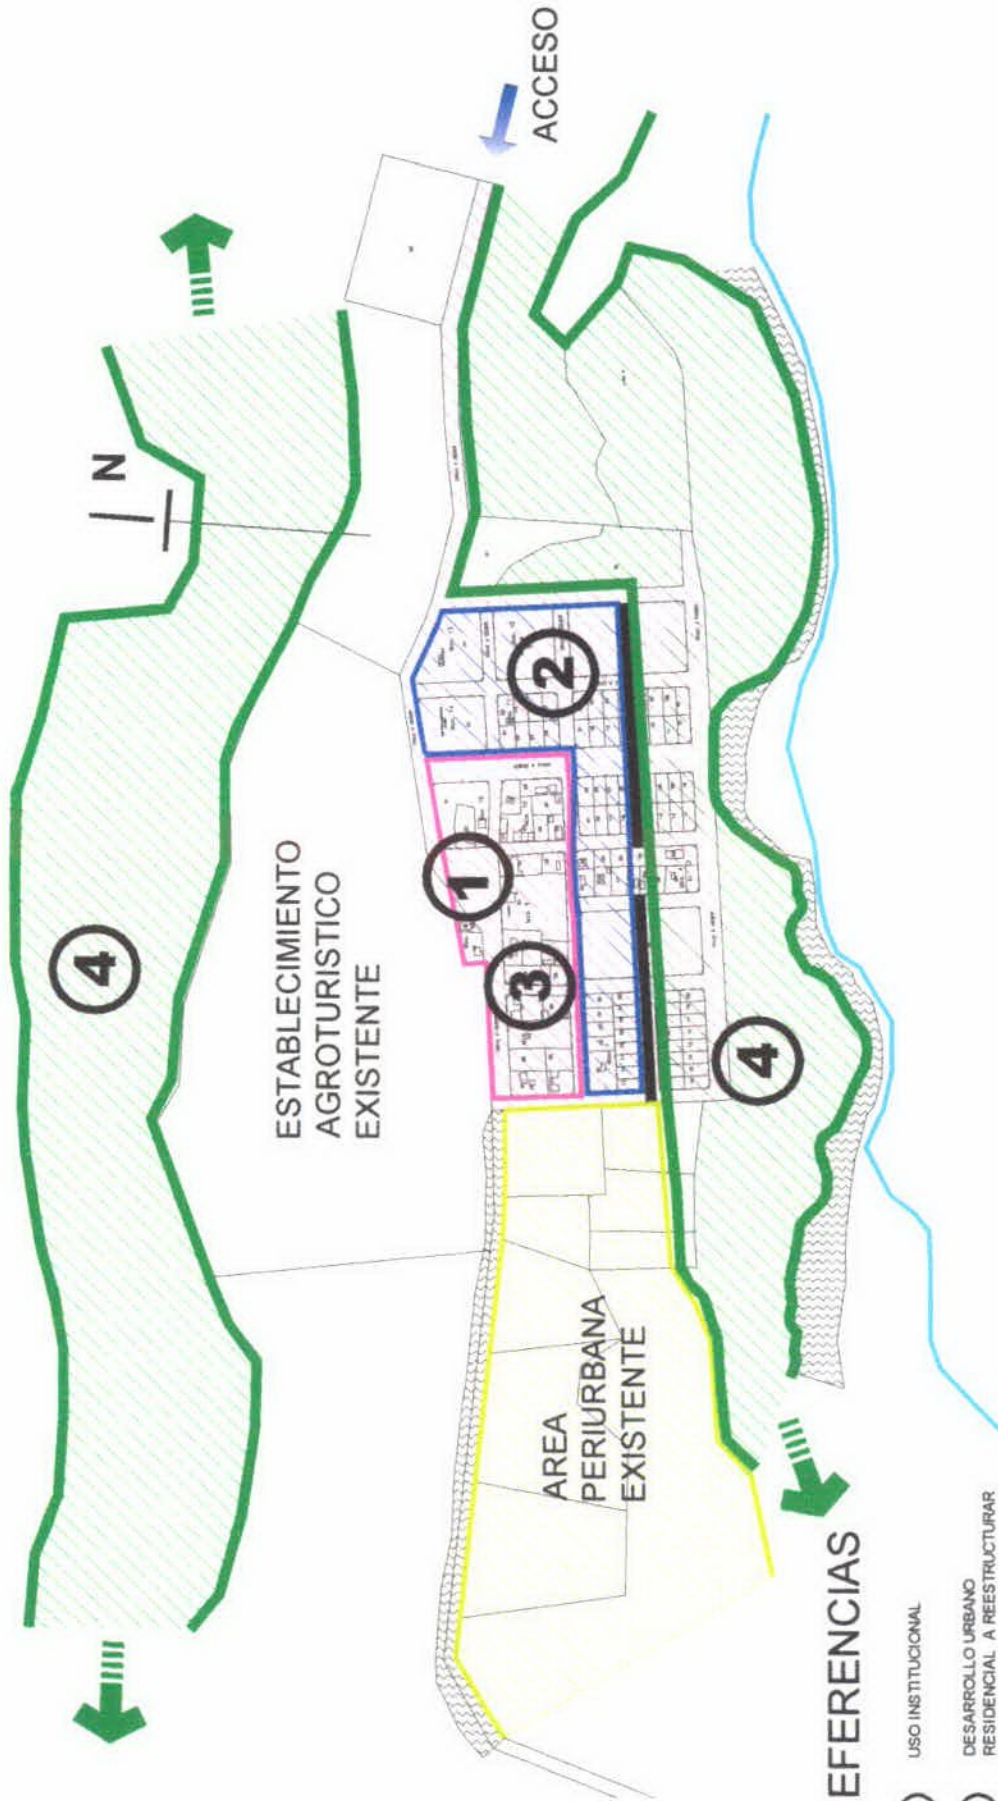 ACCESO
N
4
ESTABLECIMIENTO
AGROTURISTICO
EXISTENTE
1
2
3
4
AREA
PERIURBANA
EXISTENTE
EFERENCIAS
USO INSTITUCIONAL
DESARROLLO URBANO
RESIDENCIAL A REESTRUCTURAR